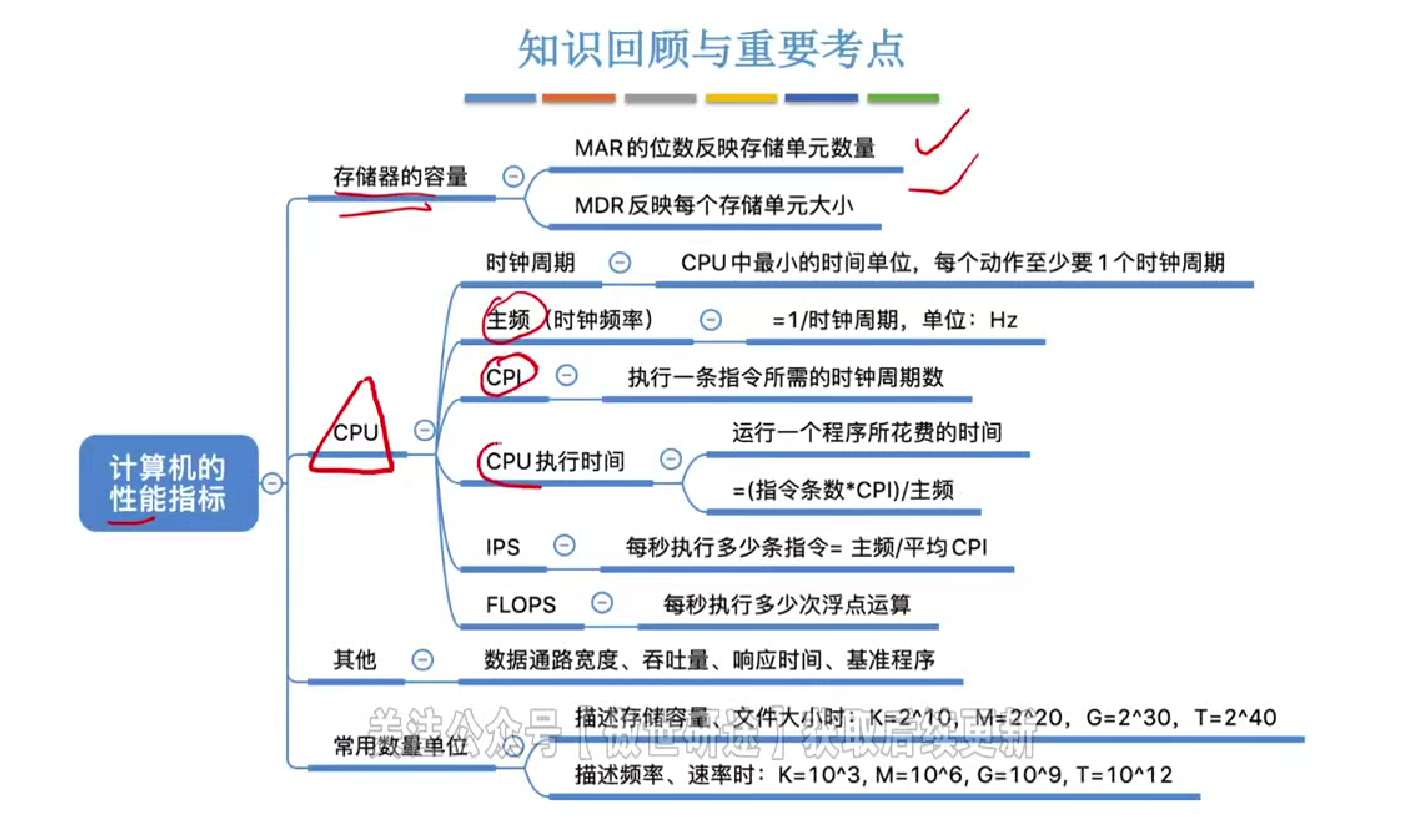 知识回顾与重要考点
存储器的容量
MAR的位数反映存储单元数量
MDR反映每个存储单元大小
计算机的
性能指标
CPU
时钟周期
CPU中最小的时间单位，每个动作至少要1个时钟周期
主频（时钟频率）
=1/时钟周期，单位：Hz
CPI
执行一条指令所需的时钟周期数
CPU执行时间
运行一个程序所花费的时间
=(指令条数*CPI)/主频
IPS
每秒执行多少条指令= 主频/平均CPI
FLOPS
每秒执行多少次浮点运算
其他
数据通路宽度、吞吐量、响应时间、基准程序
常用数量单位
描述存储容量、文件大小时：K=2^10，M=2^20，G=2^30，T=2^40
描述频率、速率时：K=10^3, M=10^6, G=10^9, T=10^12
关注公众号【傲世研途】获取后续更新